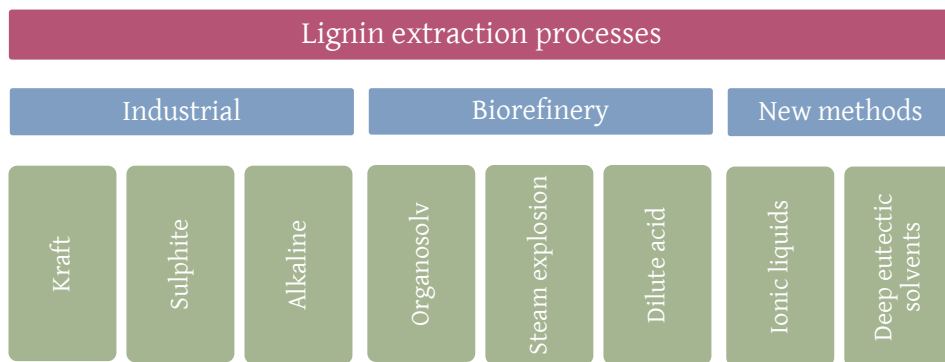 Lignin extraction processes
Industrial
Biorefinery
New methods
Kraft
Sulphite
Alkaline
Organosolv
Steam explosion
Dilute acid
Ionic liquids
Deep eutectic
solvents